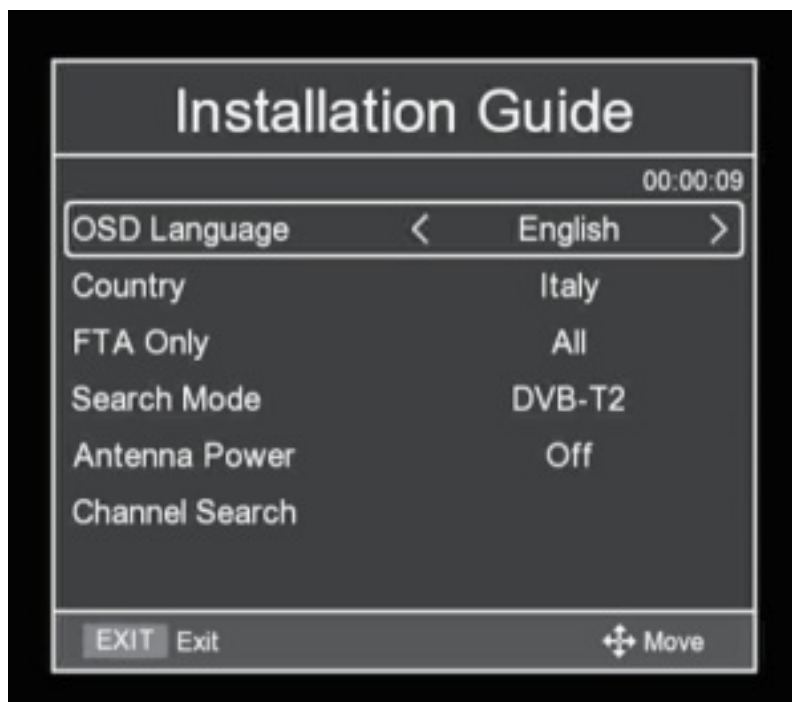 Installation Guide
00:00:09
OSD Language < English >
Country Italy
FTA Only All
Search Mode DVB-T2
Antenna Power Off
Channel Search
EXIT Exit Move